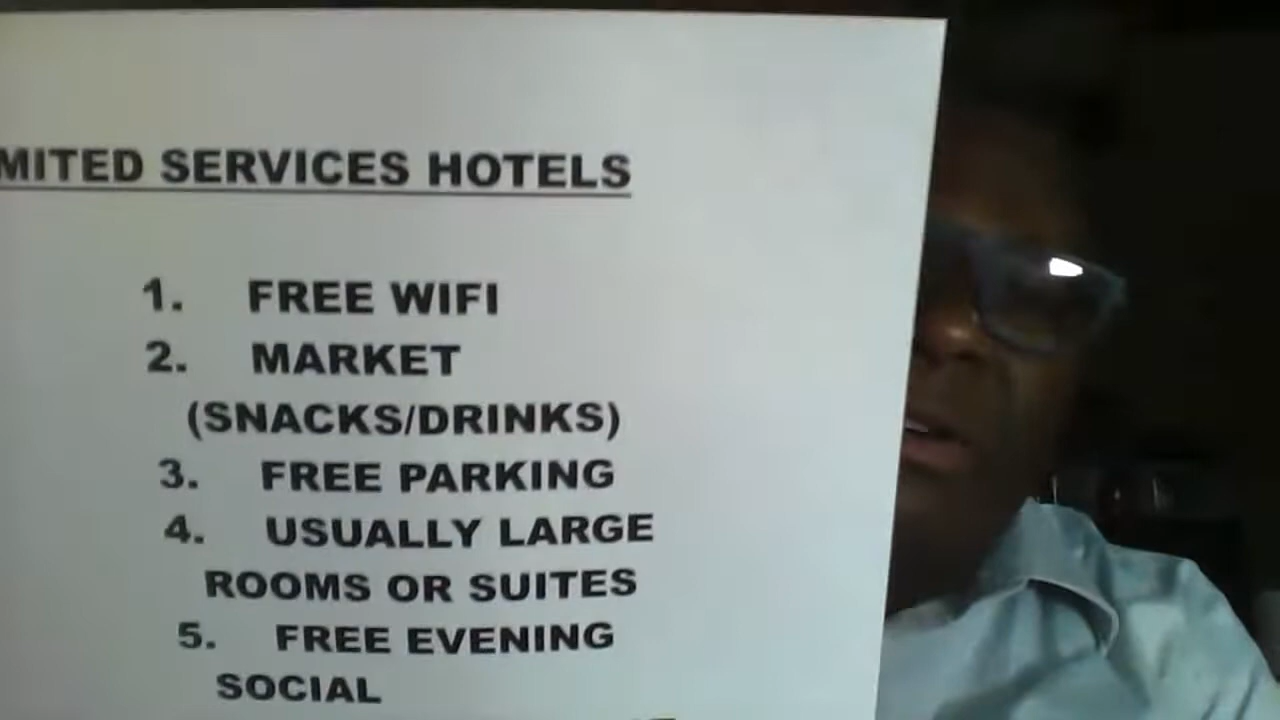 MITED SERVICES HOTELS
1. FREE WIFI
2. MARKET
(SNACKS/DRINKS)
3. FREE PARKING
4. USUALLY LARGE
ROOMS OR SUITES
5. FREE EVENING
SOCIAL